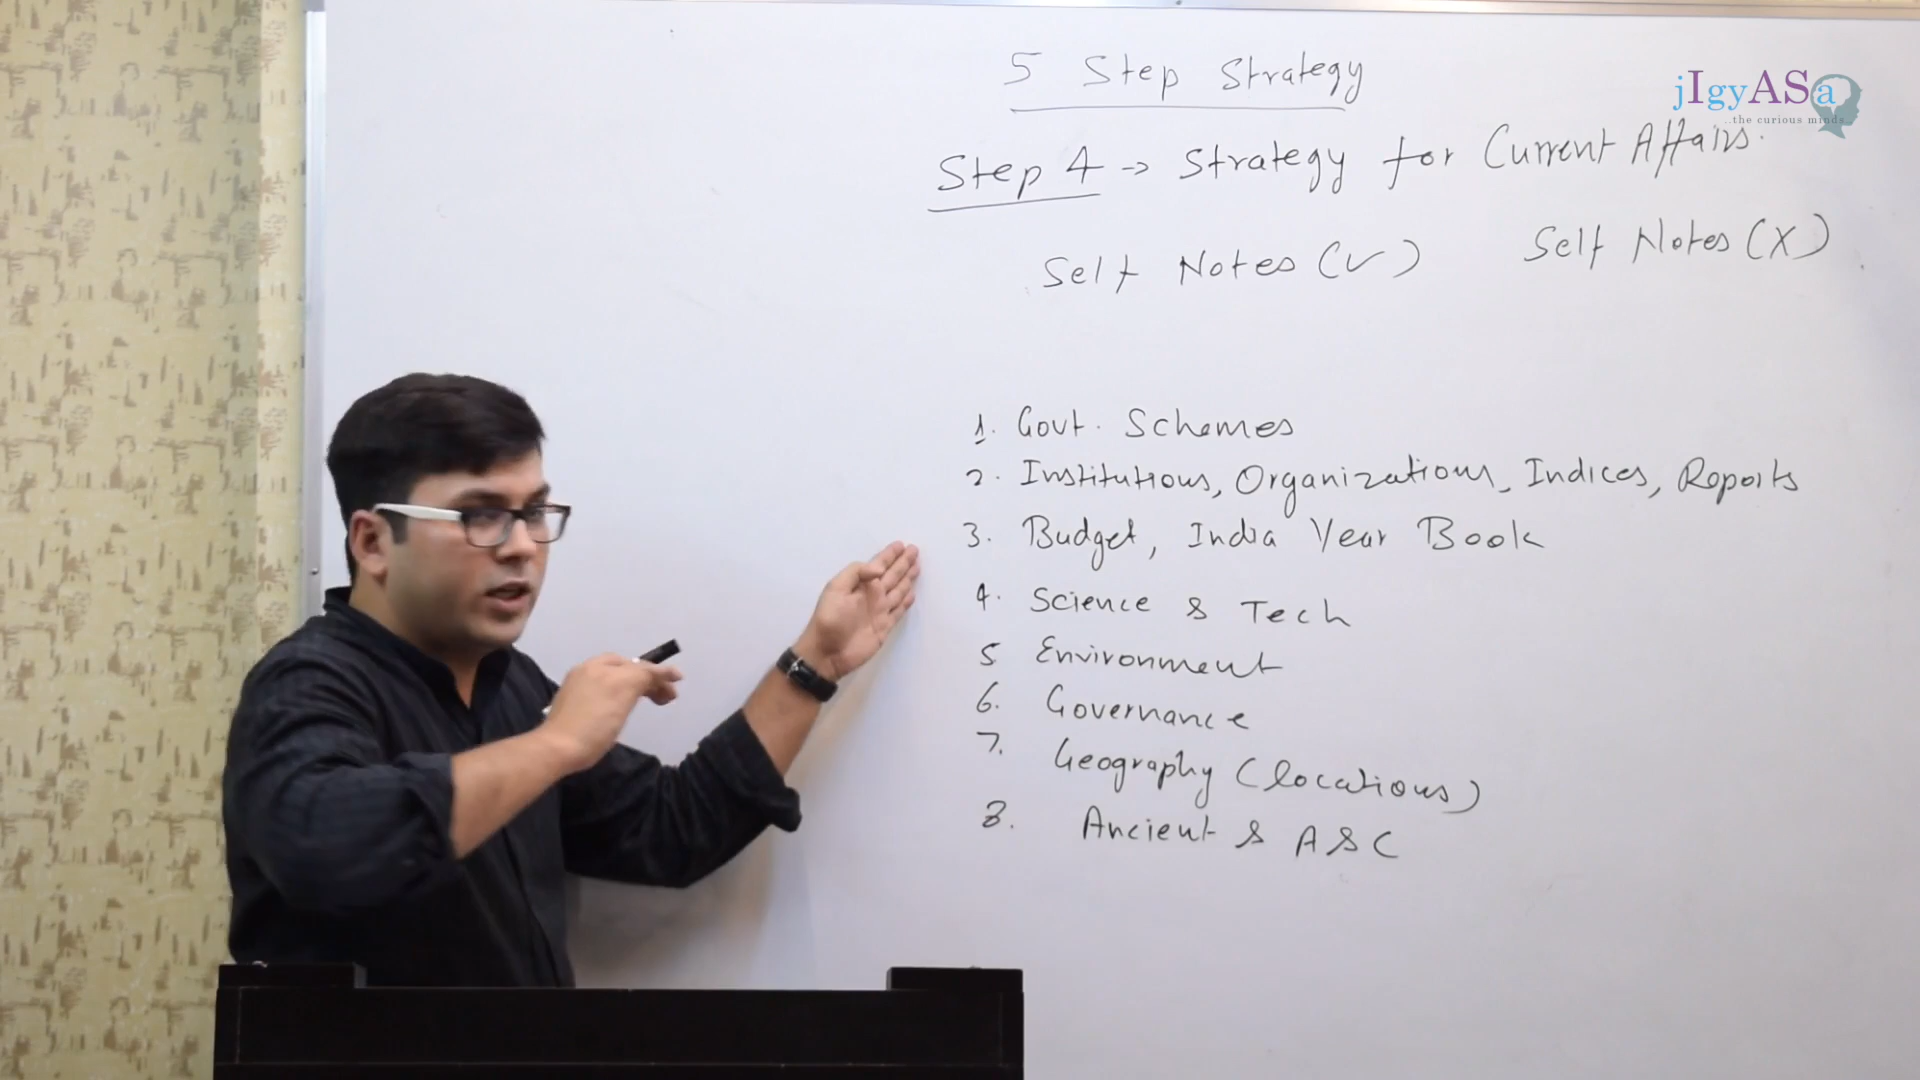 5 Step Strategy
jIgyASa
..the curious minds
Step 4 → Strategy for Current Affairs.
Self Notes (✓) Self Notes (X)
1. Govt. Schemes
2. Institutions, Organizations, Indices, Reports
3. Budget, India Year Book
4. Science & Tech
5 Environment
6. Governance
7. Geography (locations)
8. Ancient & A&C